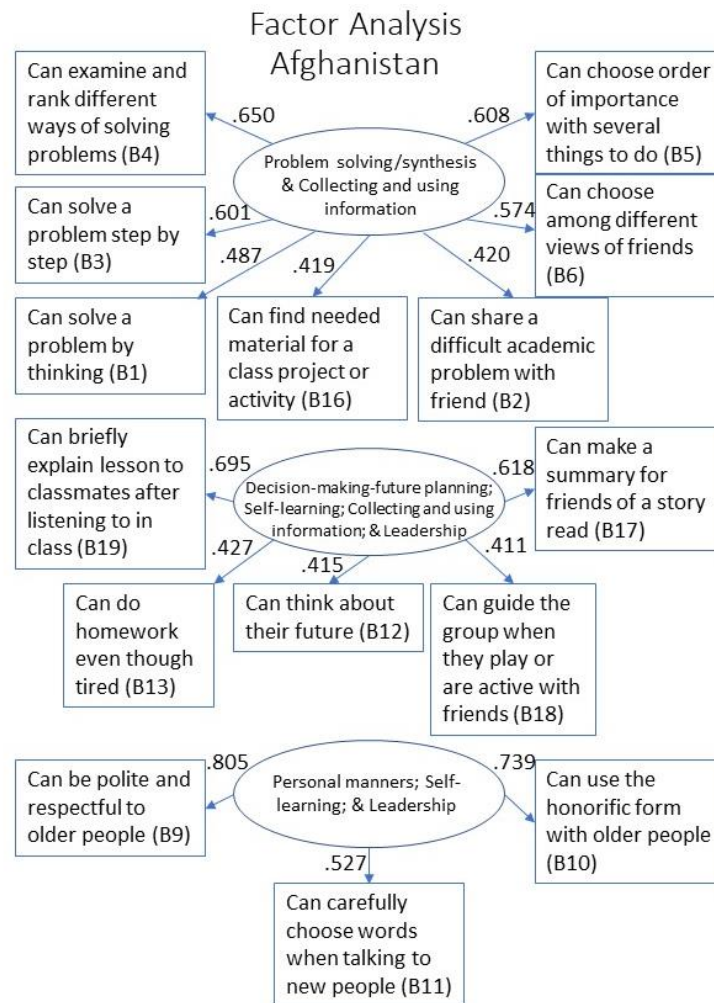 Factor Analysis
Afghanistan
Can examine and
rank different
ways of solving
problems (B4)
.650
.608
Can choose order
of importance
with several
things to do (B5)
Problem solving/synthesis
& Collecting and using
information
Can solve a
problem step by
step (B3)
.601
.574
Can choose
among different
views of friends
(B6)
.487
.419
.420
Can solve a
problem by
thinking (B1)
Can find needed
material for a
class project or
activity (B16)
Can share a
difficult academic
problem with
friend (B2)
Can briefly
explain lesson to
classmates after
listening to in
class (B19)
.695
.618
Can make a
summary for
friends of a story
read (B17)
Decision-making-future planning;
Self-learning; Collecting and using
information; & Leadership
.427
.415
.411
Can do
homework
even though
tired (B13)
Can think about
their future (B12)
Can guide the
group when
they play or
are active with
friends (B18)
.805
.739
Can be polite and
respectful to
older people (B9)
Personal manners; Self-
learning; & Leadership
Can use the
honorific form
with older people
(B10)
.527
Can carefully
choose words
when talking to
new people (B11)